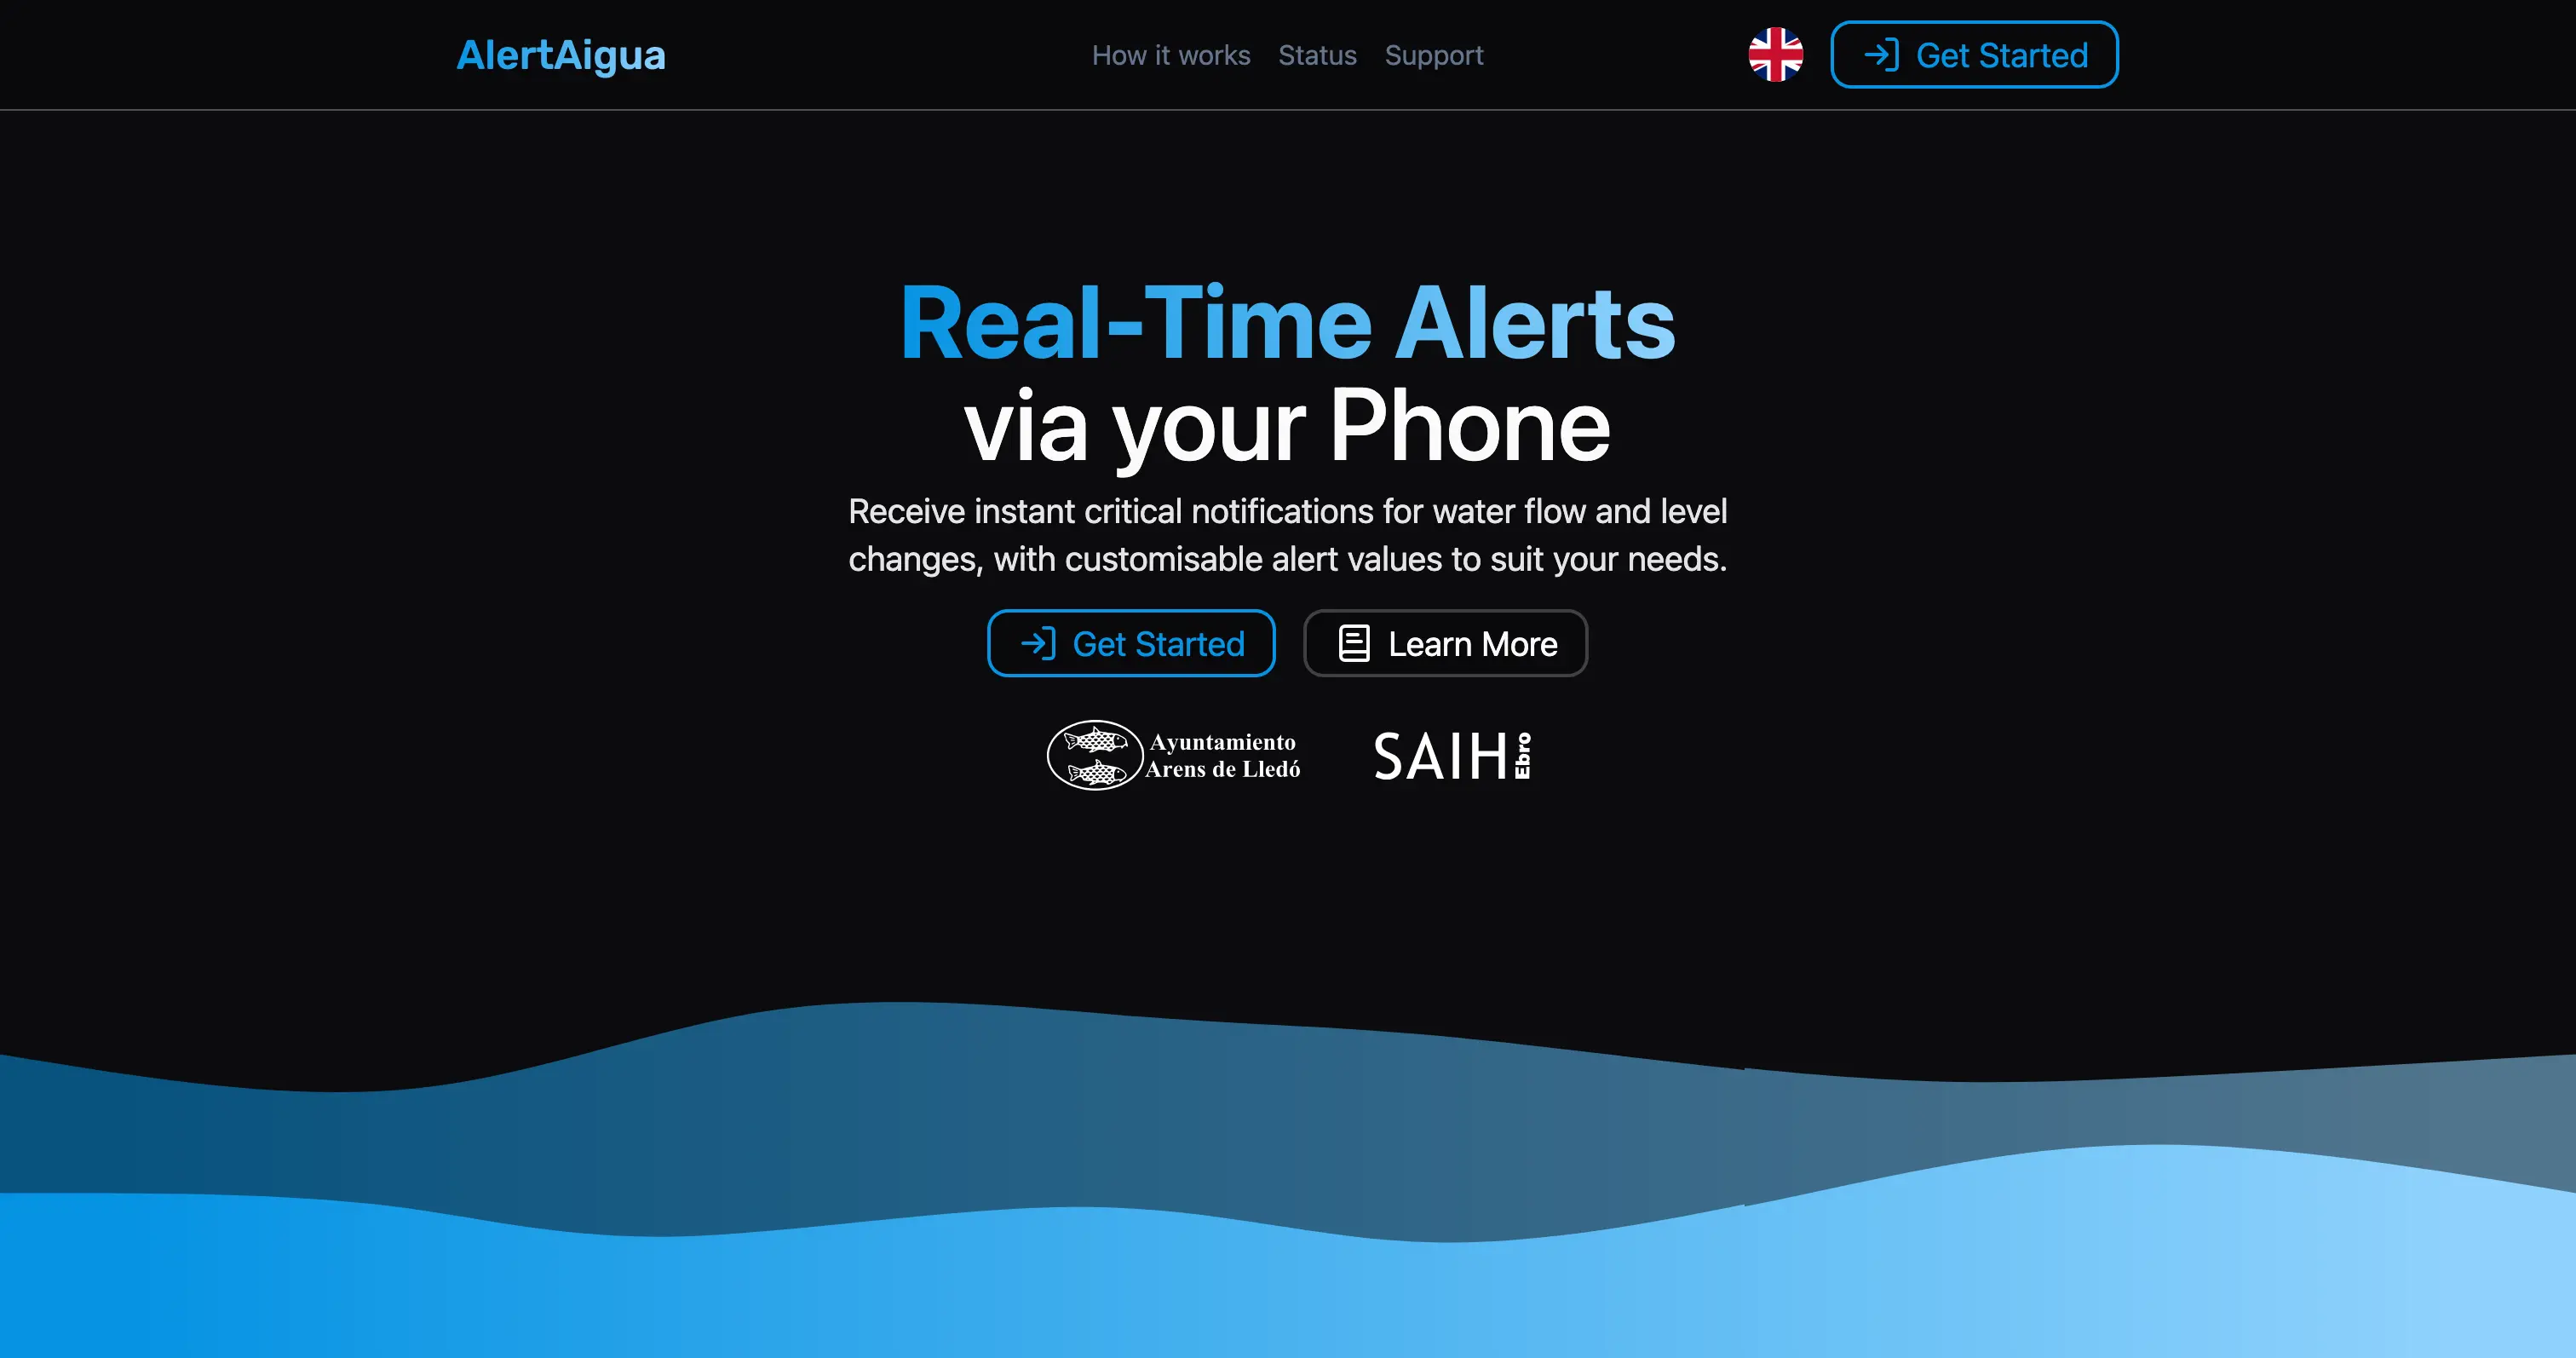 AlertAigua
How it works
Status
Support
Get Started
Real-Time Alerts
via your Phone
Receive instant critical notifications for water flow and level
changes, with customisable alert values to suit your needs.
Get Started
Learn More
Ayuntamiento
Arens de Lledó
SAIH Ebro